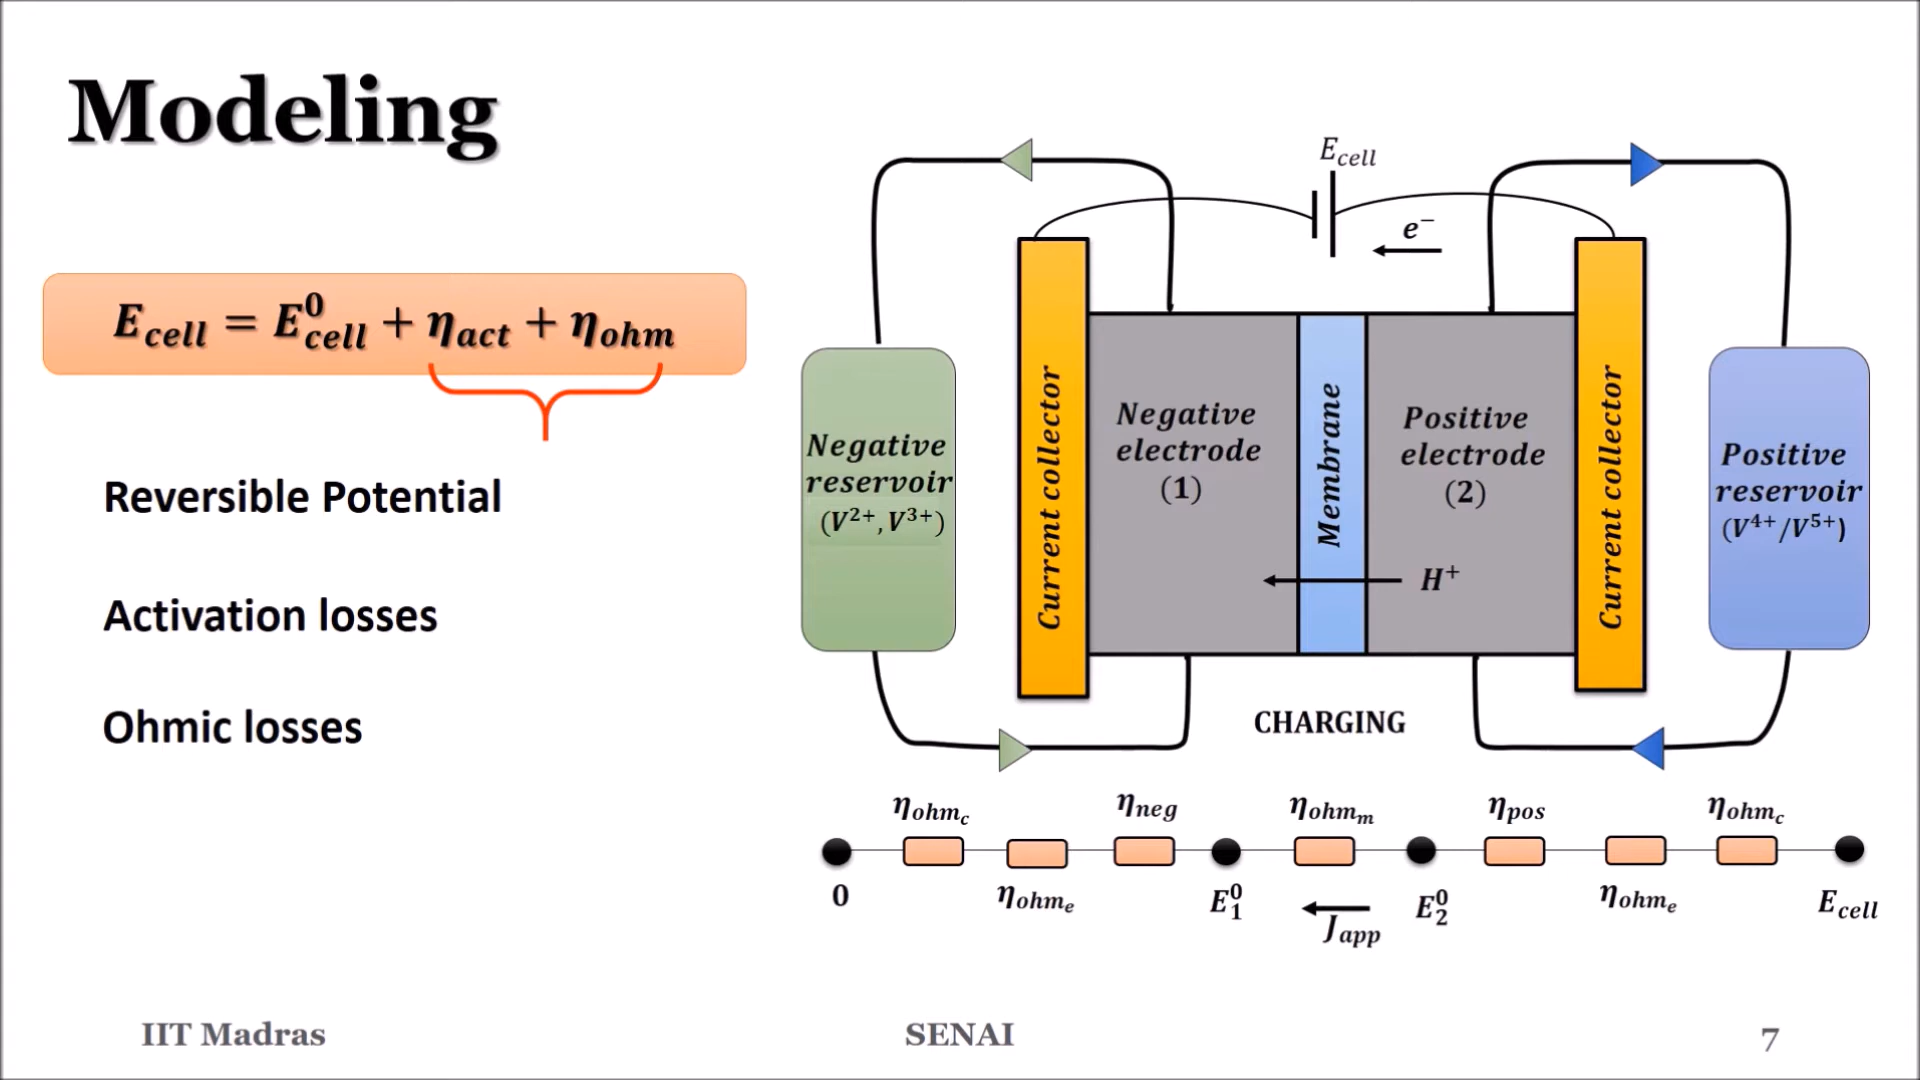 Modeling
E_cell = E^0_cell + η_act + η_ohm
Reversible Potential
Activation losses
Ohmic losses
E_cell
e⁻
Negative
reservoir
(V²⁺, V³⁺)
Current collector
Negative
electrode
(1)
Membrane
Positive
electrode
(2)
H⁺
Current collector
Positive
reservoir
(V⁴⁺/V⁵⁺)
CHARGING
η_ohm_c
η_neg
η_ohm_m
η_pos
η_ohm_c
0
η_ohm_e
E^0_1
J_app
E^0_2
η_ohm_e
E_cell
IIT Madras
SENAI
7